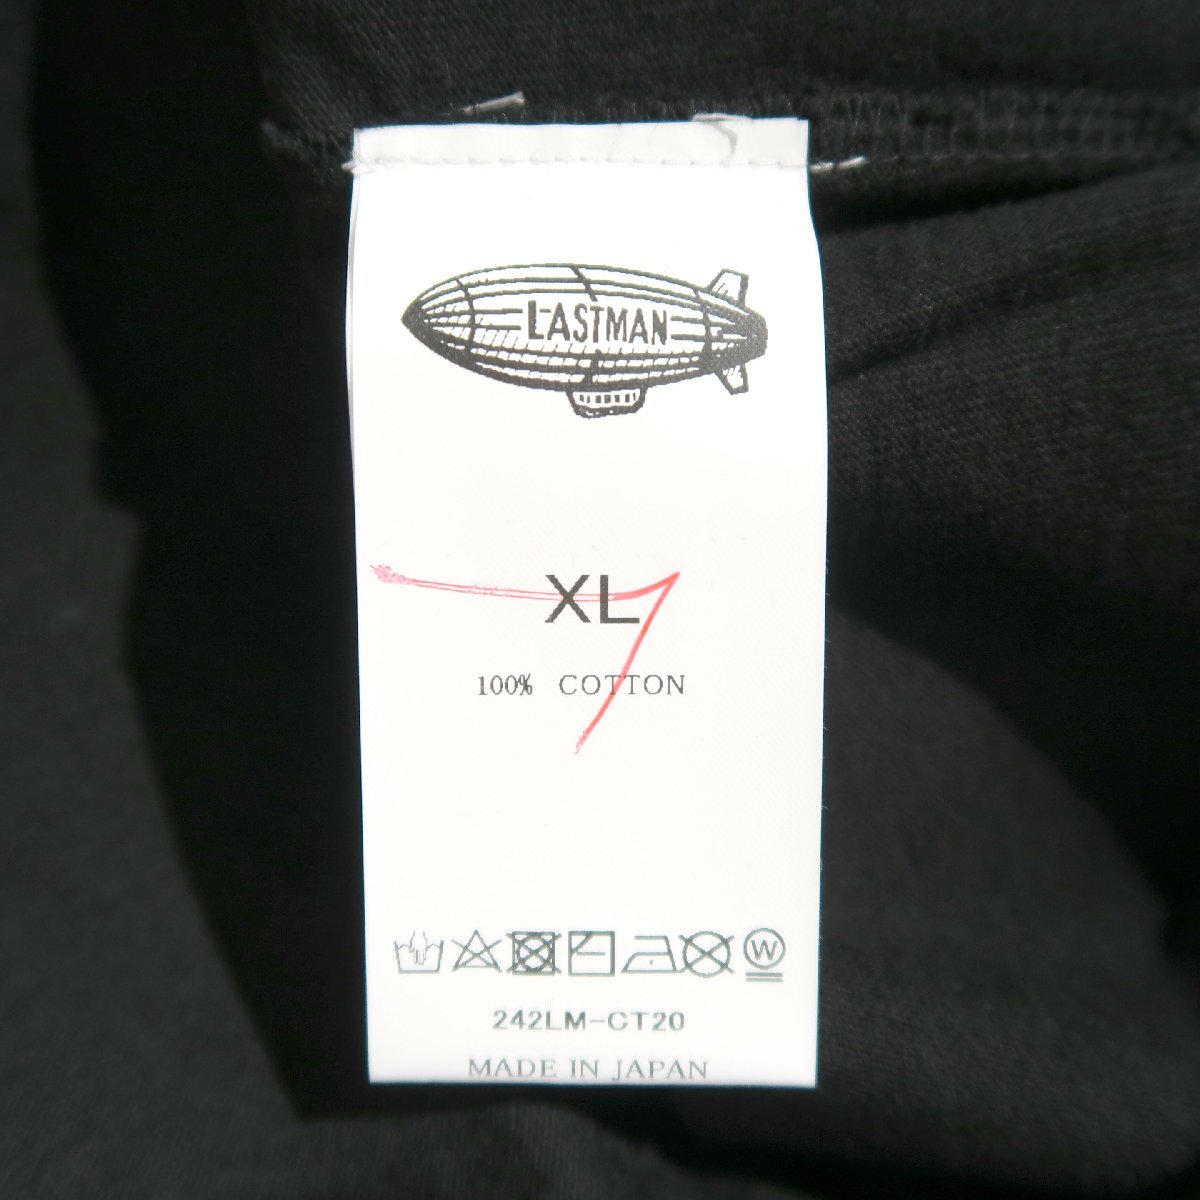 LASTMAN
XL
100% COTTON
W
242LM-CT20
MADE IN JAPAN